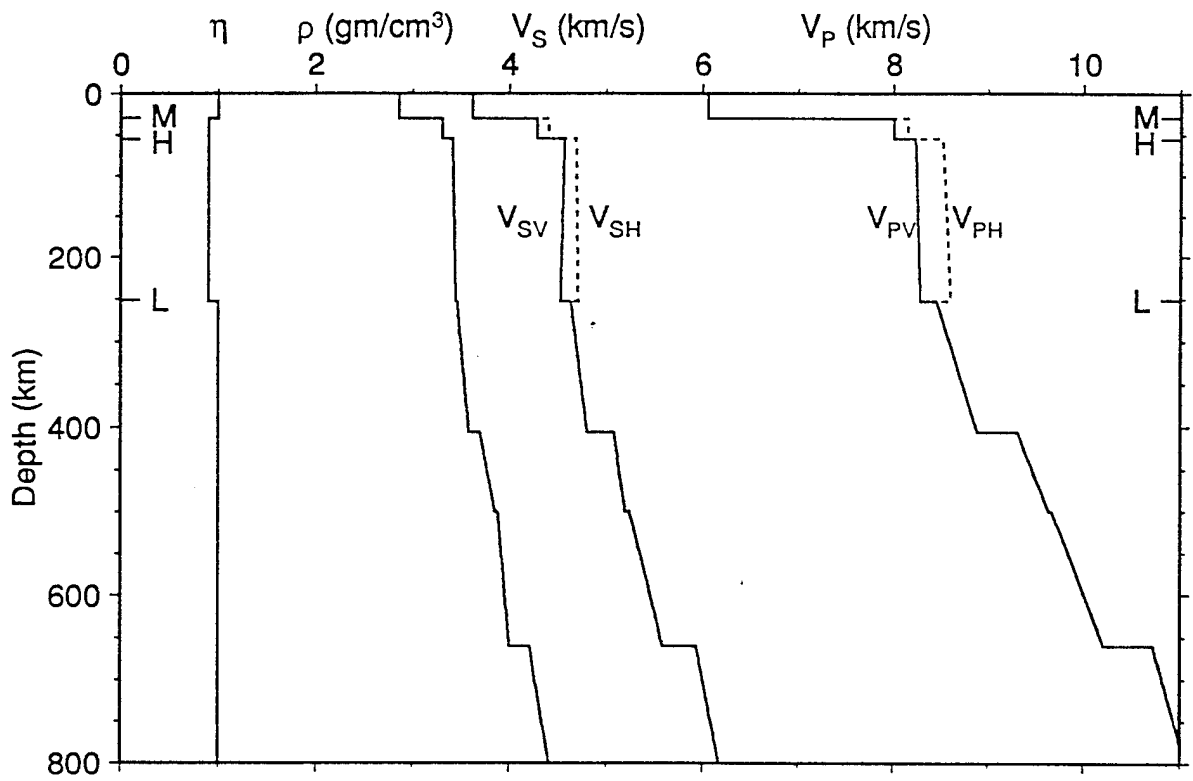 η ρ (gm/cm³) V_S (km/s) V_P (km/s)
0 2 4 6 8 10
0
M M
H H
V_SV V_SH V_PV V_PH
200
L L
Depth (km)
400
600
800